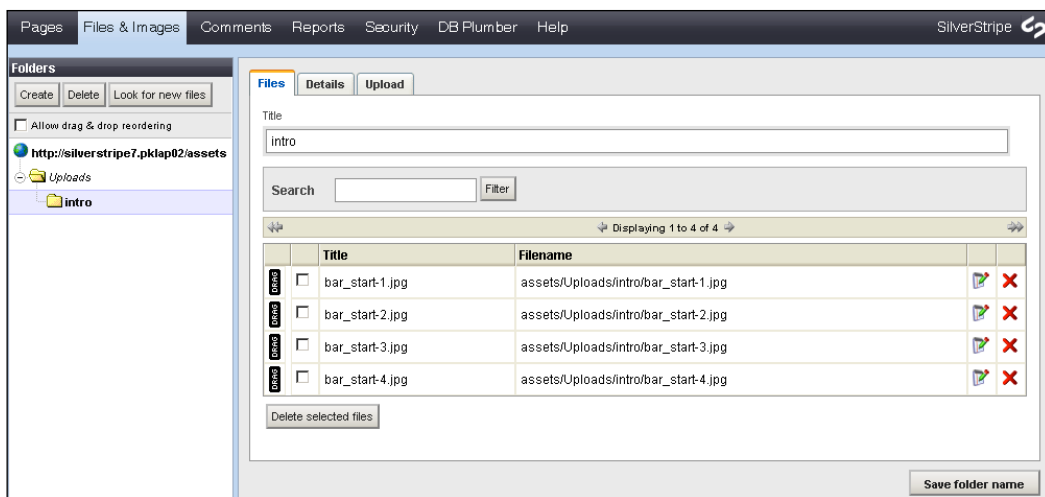 Pages Files & Images Comments Reports Security DB Plumber Help SilverStripe
Folders
Create Delete Look for new files
Allow drag & drop reordering
http://silverstripe7.pklap02/assets
Uploads
intro
Files Details Upload
Title
intro
Search Filter
Displaying 1 to 4 of 4
Title Filename
DRAG bar_start-1.jpg assets/Uploads/intro/bar_start-1.jpg
DRAG bar_start-2.jpg assets/Uploads/intro/bar_start-2.jpg
DRAG bar_start-3.jpg assets/Uploads/intro/bar_start-3.jpg
DRAG bar_start-4.jpg assets/Uploads/intro/bar_start-4.jpg
Delete selected files
Save folder name